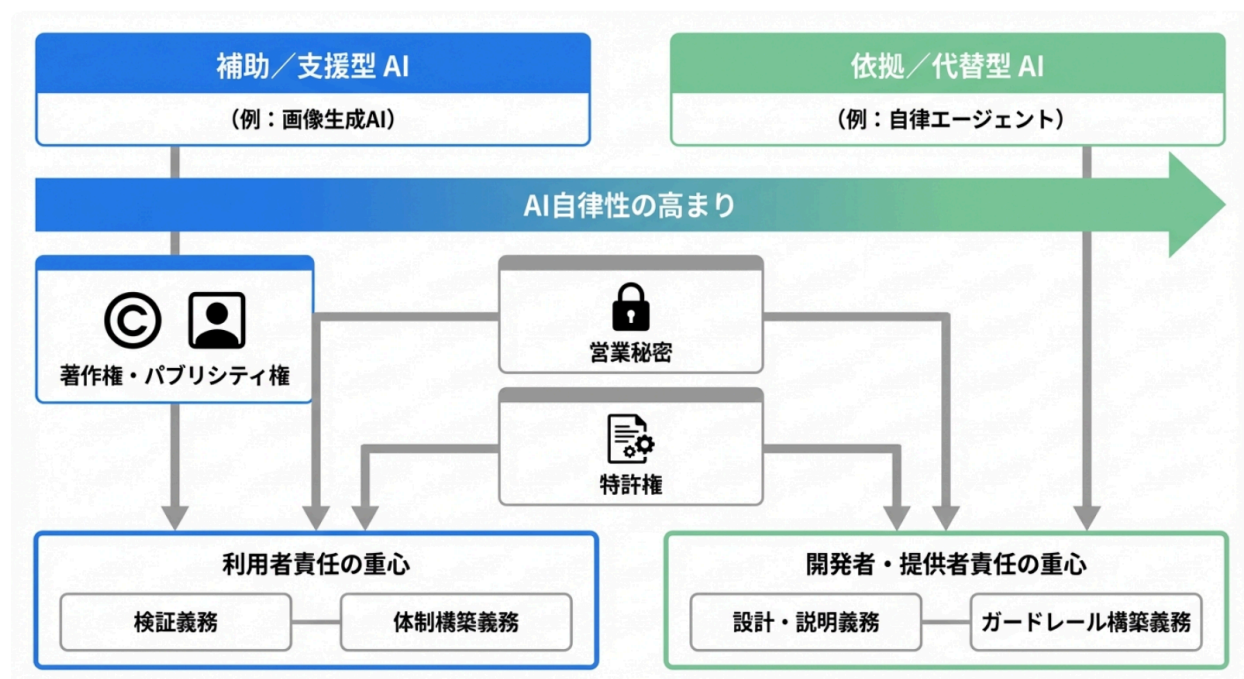 補助／支援型 AI
（例：画像生成AI）
依拠／代替型 AI
（例：自律エージェント）
AI自律性の高まり
©
著作権・パブリシティ権
営業秘密
特許権
利用者責任の重心
検証義務
体制構築義務
開発者・提供者責任の重心
設計・説明義務
ガードレール構築義務